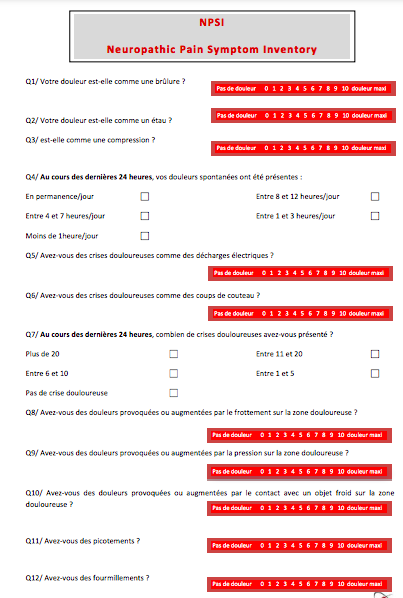 NPSI
Neuropathic Pain Symptom Inventory
Q1/ Votre douleur est-elle comme une brûlure ?
Pas de douleur 0 1 2 3 4 5 6 7 8 9 10 douleur maxi
Q2/ Votre douleur est-elle comme un étau ?
Pas de douleur 0 1 2 3 4 5 6 7 8 9 10 douleur maxi
Q3/ est-elle comme une compression ?
Pas de douleur 0 1 2 3 4 5 6 7 8 9 10 douleur maxi
Q4/ Au cours des dernières 24 heures, vos douleurs spontanées ont été présentes :
En permanence/jour Entre 8 et 12 heures/jour
Entre 4 et 7 heures/jour Entre 1 et 3 heures/jour
Moins de 1heure/jour
Q5/ Avez-vous des crises douloureuses comme des décharges électriques ?
Pas de douleur 0 1 2 3 4 5 6 7 8 9 10 douleur maxi
Q6/ Avez-vous des crises douloureuses comme des coups de couteau ?
Pas de douleur 0 1 2 3 4 5 6 7 8 9 10 douleur maxi
Q7/ Au cours des dernières 24 heures, combien de crises douloureuses avez-vous présenté ?
Plus de 20 Entre 11 et 20
Entre 6 et 10 Entre 1 et 5
Pas de crise douloureuse
Q8/ Avez-vous des douleurs provoquées ou augmentées par le frottement sur la zone douloureuse ?
Pas de douleur 0 1 2 3 4 5 6 7 8 9 10 douleur maxi
Q9/ Avez-vous des douleurs provoquées ou augmentées par la pression sur la zone douloureuse ?
Pas de douleur 0 1 2 3 4 5 6 7 8 9 10 douleur maxi
Q10/ Avez-vous des douleurs provoquées ou augmentées par le contact avec un objet froid sur la zone
douloureuse ?
Pas de douleur 0 1 2 3 4 5 6 7 8 9 10 douleur maxi
Q11/ Avez-vous des picotements ?
Pas de douleur 0 1 2 3 4 5 6 7 8 9 10 douleur maxi
Q12/ Avez-vous des fourmillements ?
Pas de douleur 0 1 2 3 4 5 6 7 8 9 10 douleur maxi